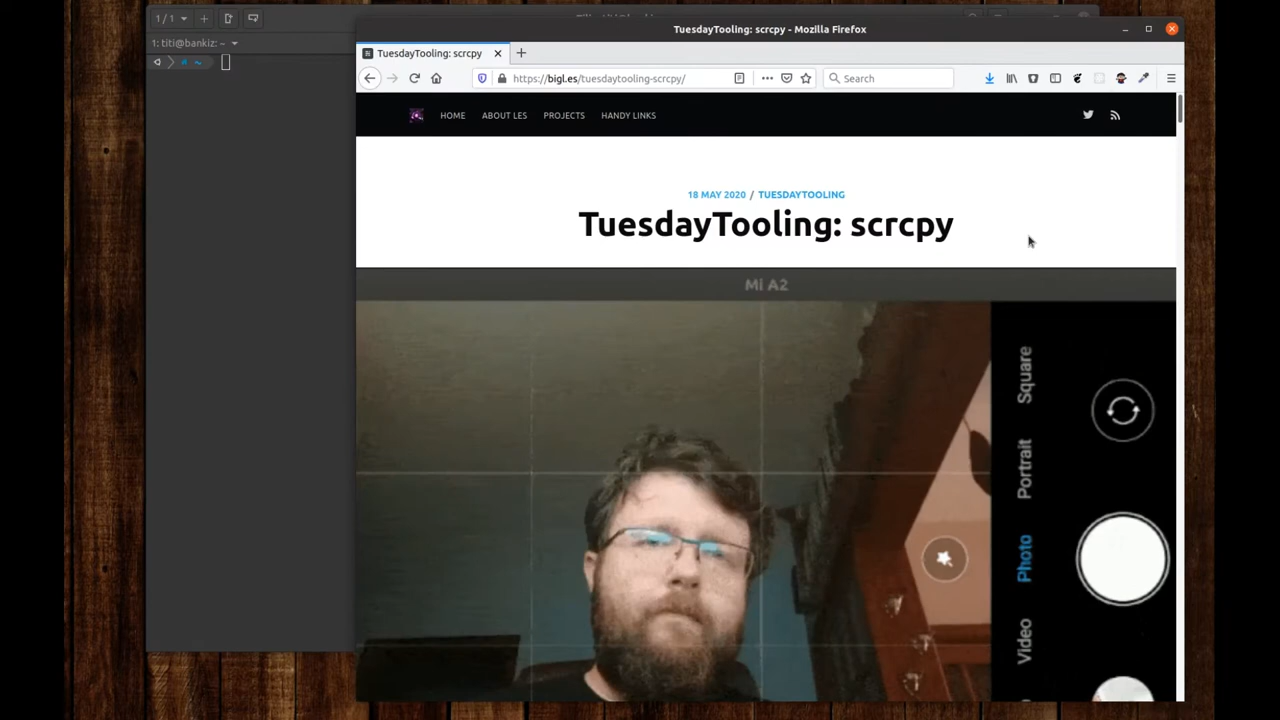 1 / 1
1: titi@bankiz: ~
TuesdayTooling: scrcpy - Mozilla Firefox
TuesdayTooling: scrcpy
https://bigl.es/tuesdaytooling-scrcpy/
Search
HOME ABOUT LES PROJECTS HANDY LINKS
18 MAY 2020 / TUESDAYTOOLING
TuesdayTooling: scrcpy
Mi A2
Square
Portrait
Photo
Video